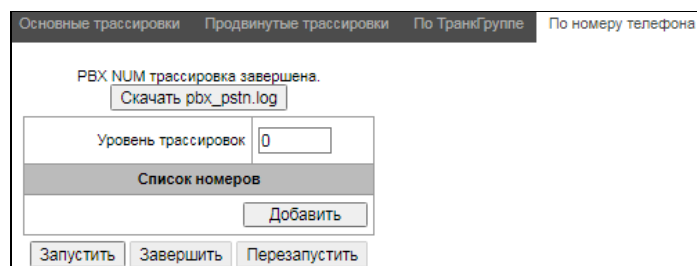 Основные трассировки Продвинутые трассировки По ТранкГруппе По номеру телефона
PBX NUM трассировка завершена.
Скачать pbx_pstn.log
Уровень трассировок 0
Список номеров
Добавить
Запустить Завершить Перезапустить